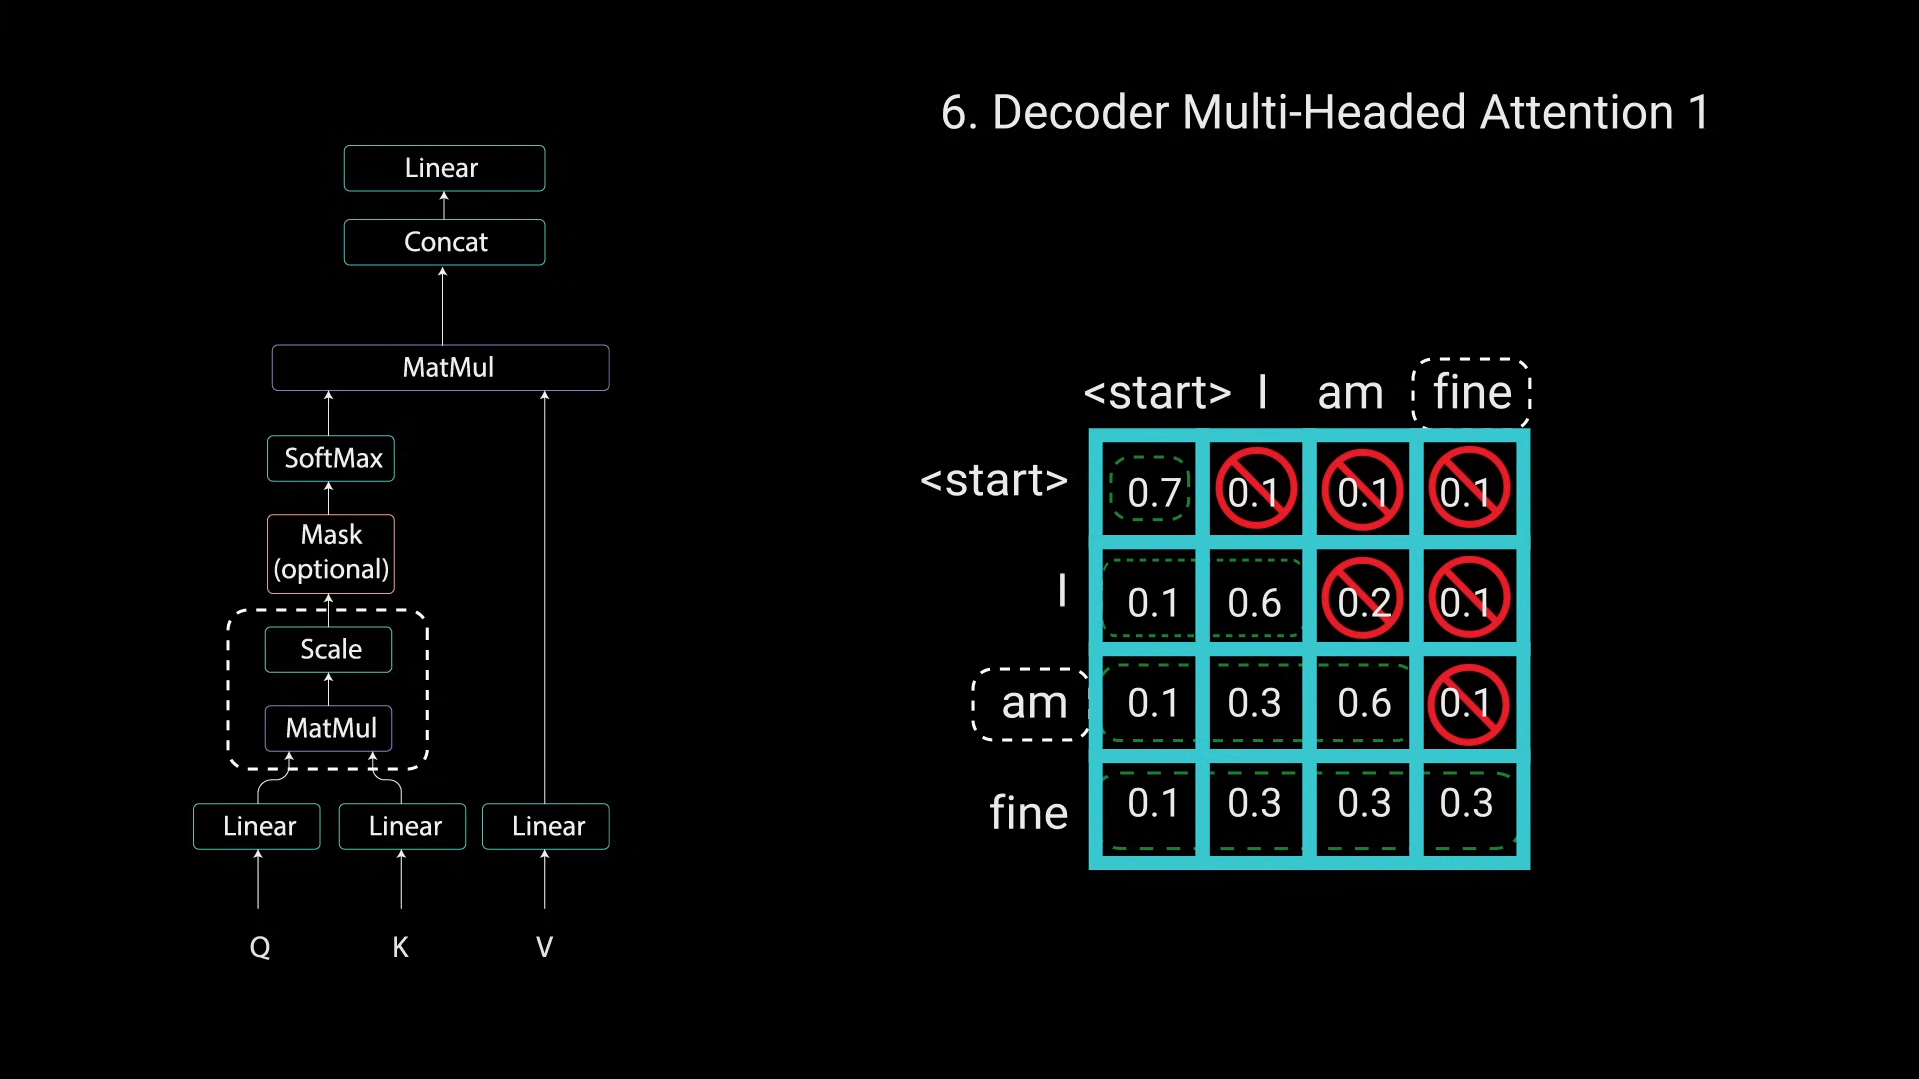 6. Decoder Multi-Headed Attention 1
Linear
Concat
MatMul
SoftMax
Mask
(optional)
Scale
MatMul
Linear Linear Linear
Q K V
<start> I am fine
<start> 0.7 0.1 0.1 0.1
I 0.1 0.6 0.2 0.1
am 0.1 0.3 0.6 0.1
fine 0.1 0.3 0.3 0.3